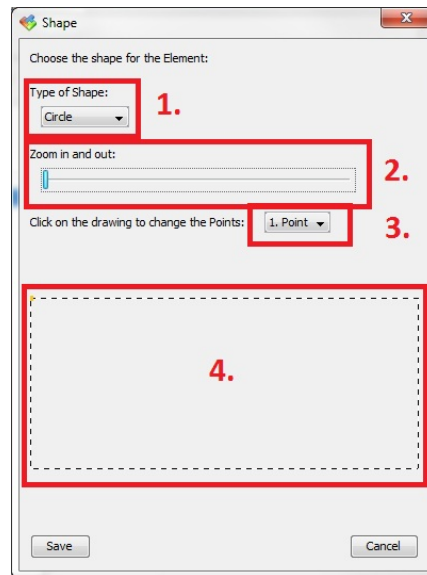 Shape
x
Choose the shape for the Element:
Type of Shape:
Circle
1.
Zoom in and out:
2.
Click on the drawing to change the Points:
1. Point
3.
4.
Save
Cancel